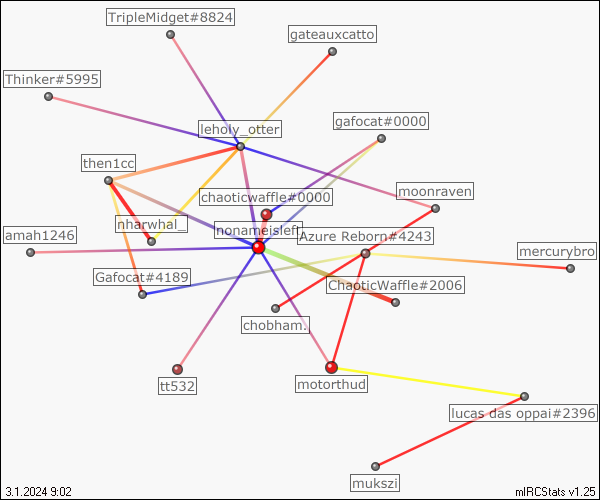 TripleMidget#8824
gateauxcatto
Thinker#5995
gafocat#0000
leholy_otter
then1cc
moonraven
chaoticwaffle#0000
nharwhal_
nonameisleft
amah1246
Azure Reborn#4243
mercurybro
Gafocat#4189
ChaoticWaffle#2006
chobham.
tt532
motorthud
lucas das oppai#2396
mukszi
3.1.2024 9:02
mIRCStats v1.25